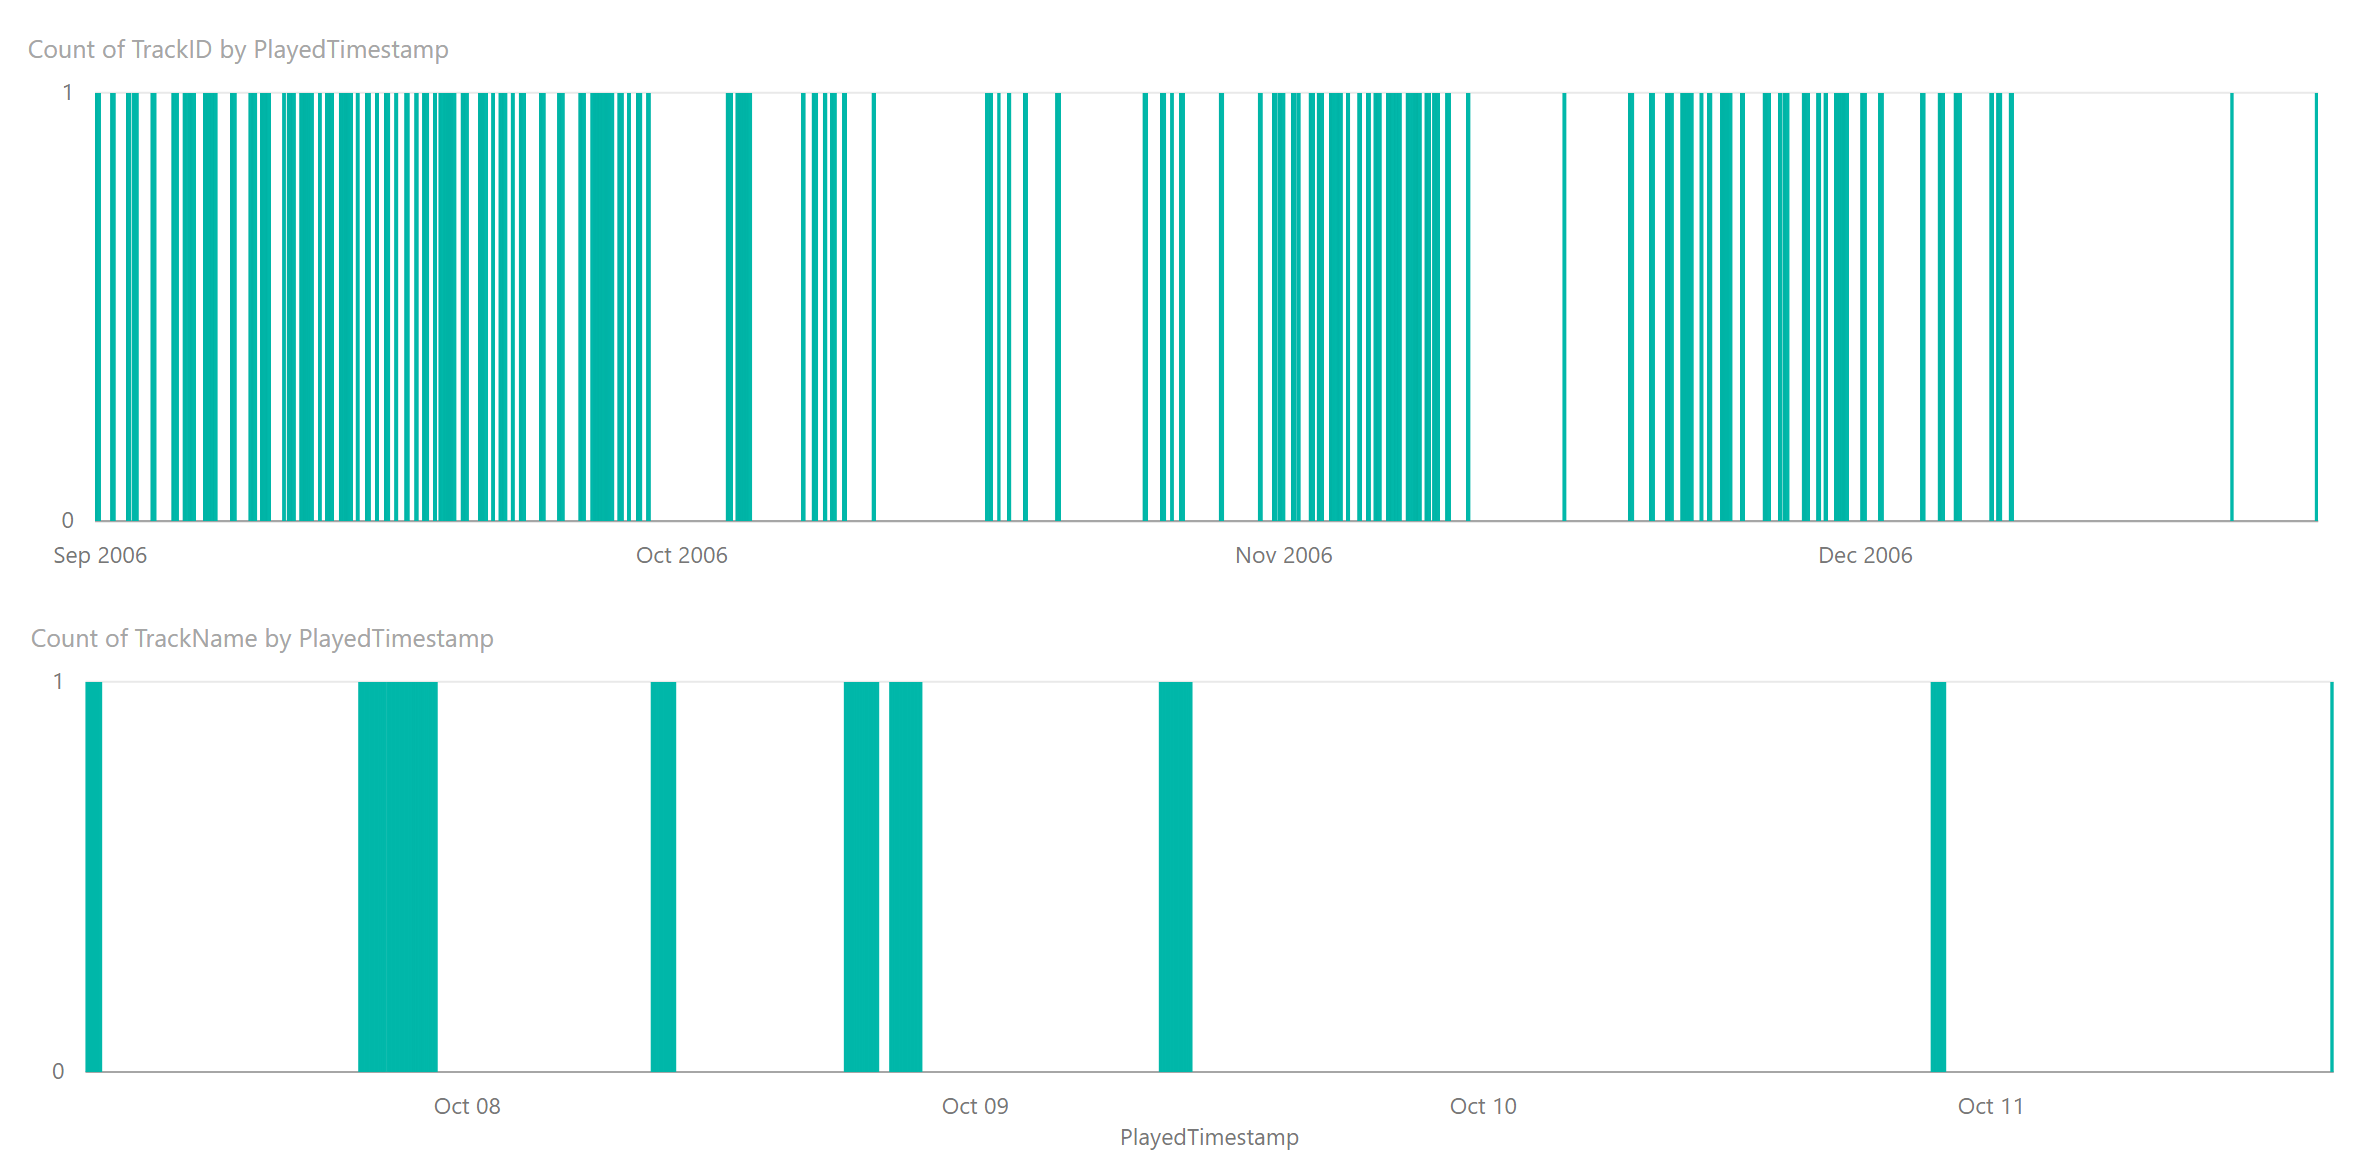 Count of TrackID by PlayedTimestamp
1
0
Sep 2006 Oct 2006 Nov 2006 Dec 2006
Count of TrackName by PlayedTimestamp
1
0
Oct 08 Oct 09 Oct 10 Oct 11
PlayedTimestamp